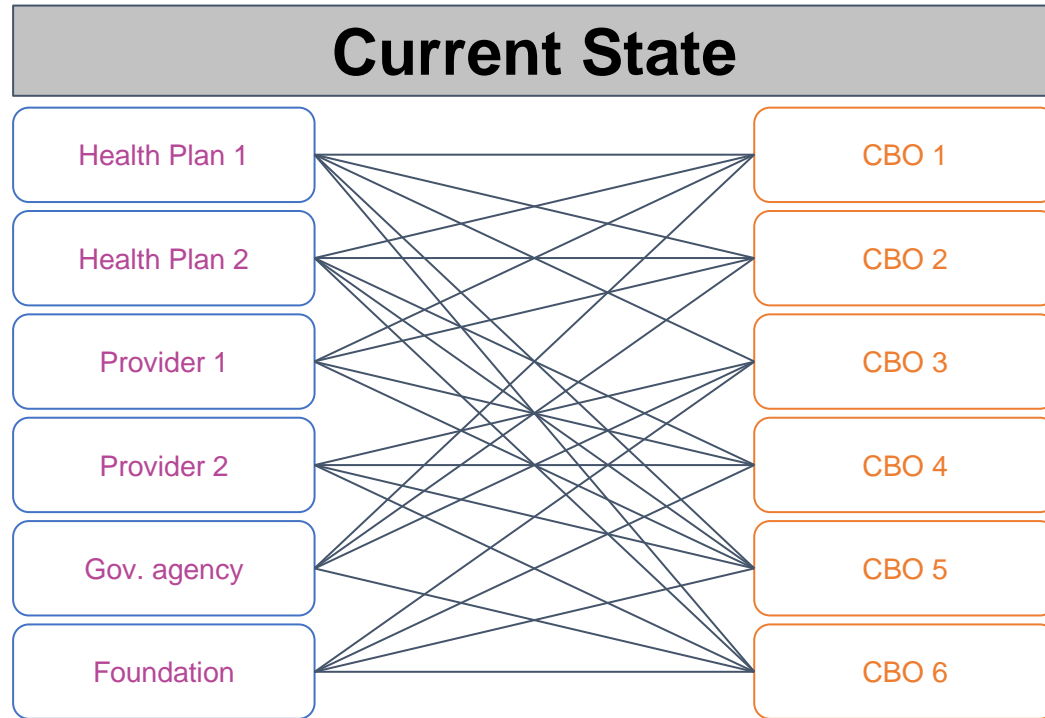 Current State
Health Plan 1
CBO 1
Health Plan 2
CBO 2
Provider 1
CBO 3
Provider 2
CBO 4
Gov. agency
CBO 5
Foundation
CBO 6